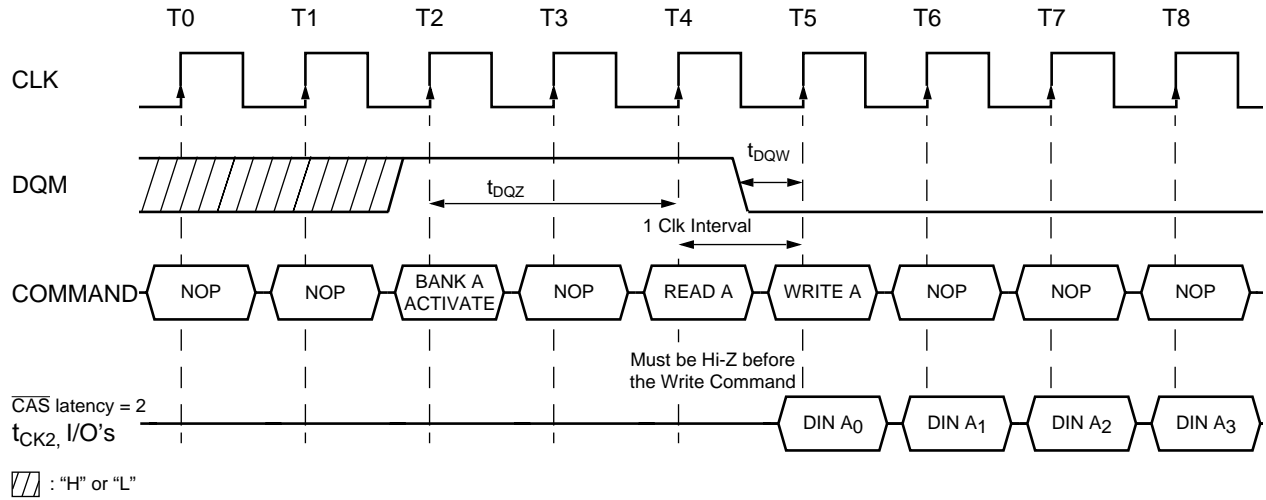 T0 T1 T2 T3 T4 T5 T6 T7 T8
CLK
tDQW
DQM
tDQZ
1 Clk Interval
COMMAND NOP NOP BANK A ACTIVATE NOP READ A WRITE A NOP NOP NOP
Must be Hi-Z before
the Write Command
CAS latency = 2
tCK2, I/O's DIN A0 DIN A1 DIN A2 DIN A3
: “H” or “L”